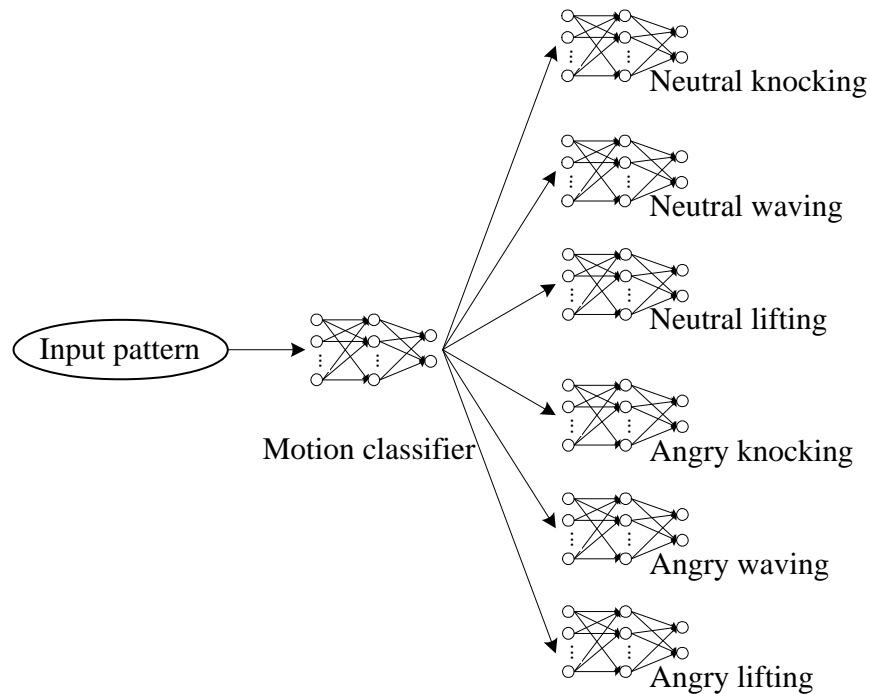 Neutral knocking
Neutral waving
Neutral lifting
Input pattern
Motion classifier
Angry knocking
Angry waving
Angry lifting